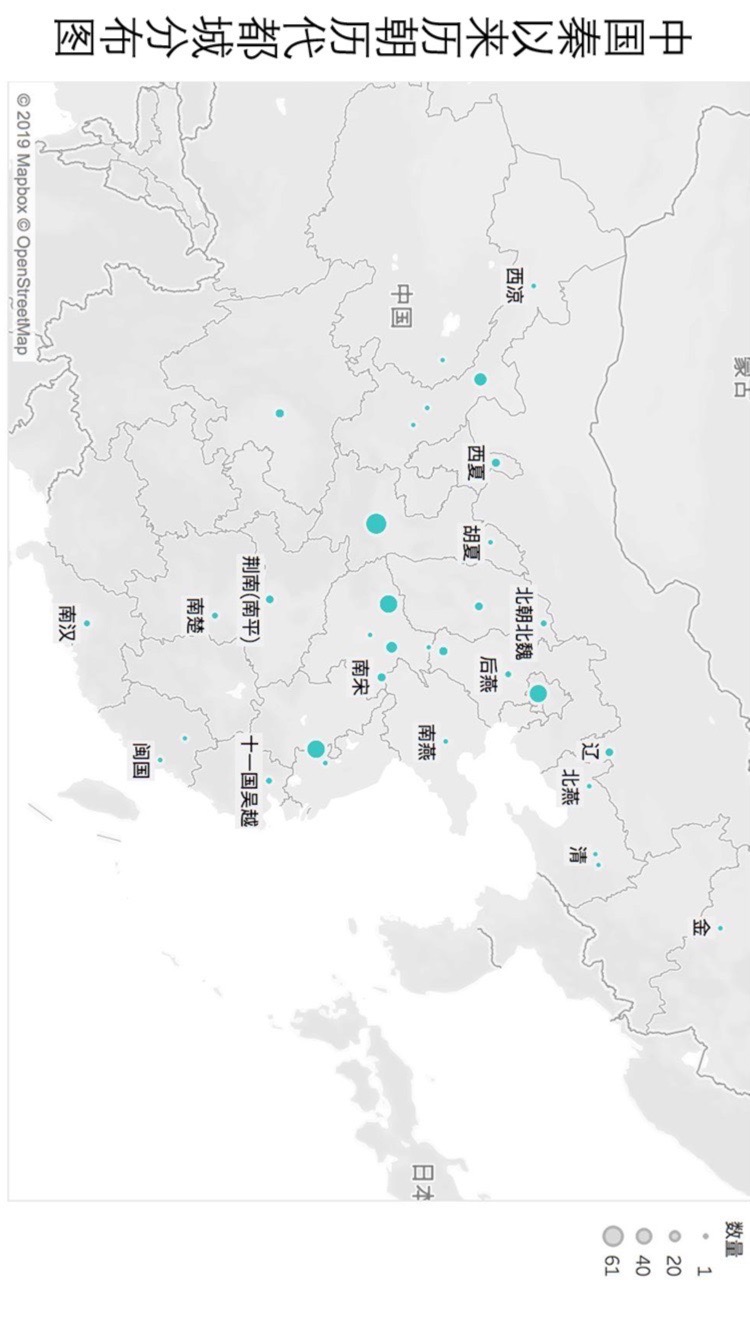 中国秦以来历朝历代都城分布图
蒙古
金
辽
北燕
清
西凉
北朝北魏
后燕
胡夏
西夏
中国
南燕
日本
南宋
荆南(南平)
十一国吴越
南楚
闽国
南汉
© 2019 Mapbox © OpenStreetMap
数量
1
20
40
61